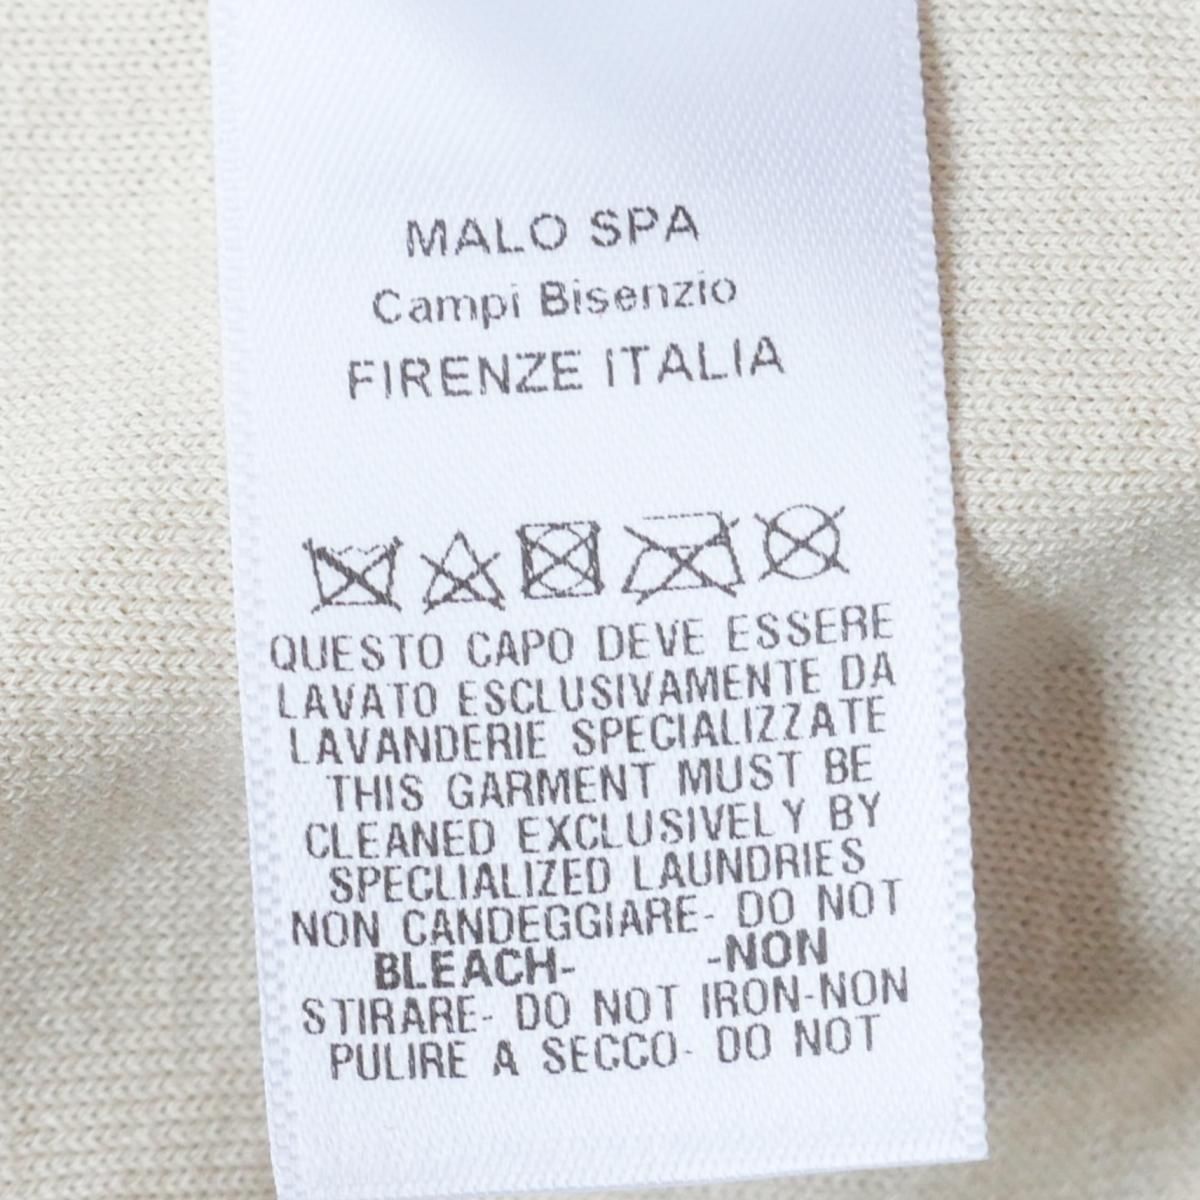 MALO SPA
Campi Bisenzio
FIRENZE ITALIA
QUESTO CAPO DEVE ESSERE
LAVATO ESCLUSIVAMENTE DA
LAVANDERIE SPECIALIZZATE
THIS GARMENT MUST BE
CLEANED EXCLUSIVELY BY
SPECLIALIZED LAUNDRIES
NON CANDEGGIARE- DO NOT
BLEACH- -NON
STIRARE- DO NOT IRON-NON
PULIRE A SECCO- DO NOT